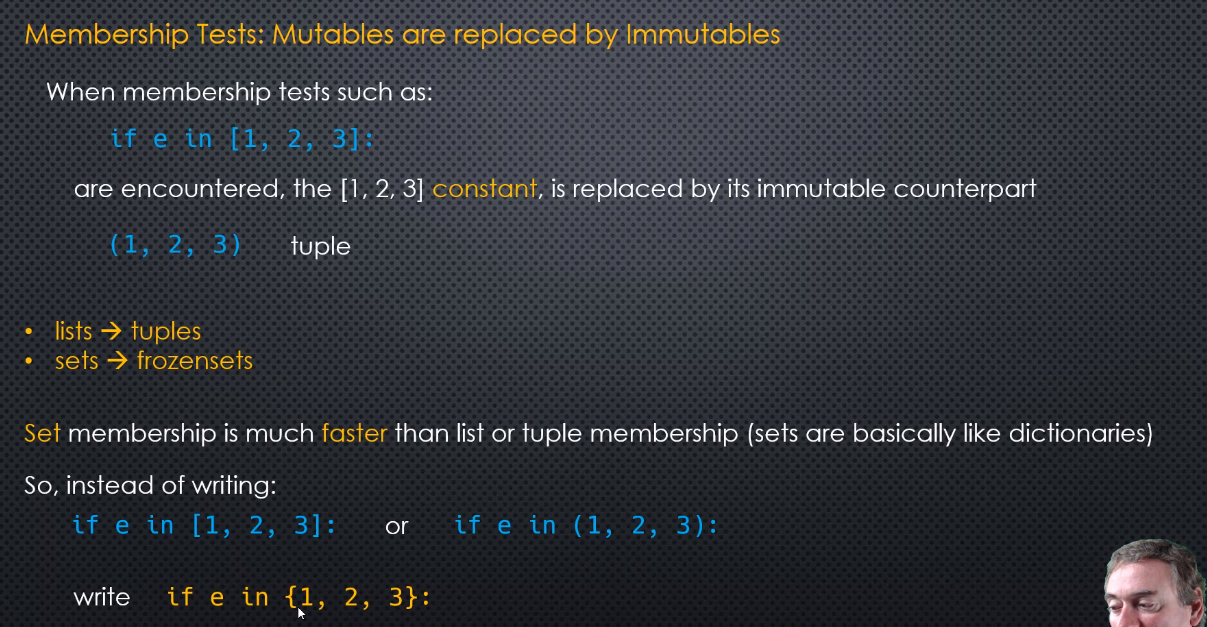 Membership Tests: Mutables are replaced by Immutables
When membership tests such as:
if e in [1, 2, 3]:
are encountered, the [1, 2, 3] constant, is replaced by its immutable counterpart
(1, 2, 3) tuple
• lists → tuples
• sets → frozensets
Set membership is much faster than list or tuple membership (sets are basically like dictionaries)
So, instead of writing:
if e in [1, 2, 3]: or if e in (1, 2, 3):
write if e in {1, 2, 3}: